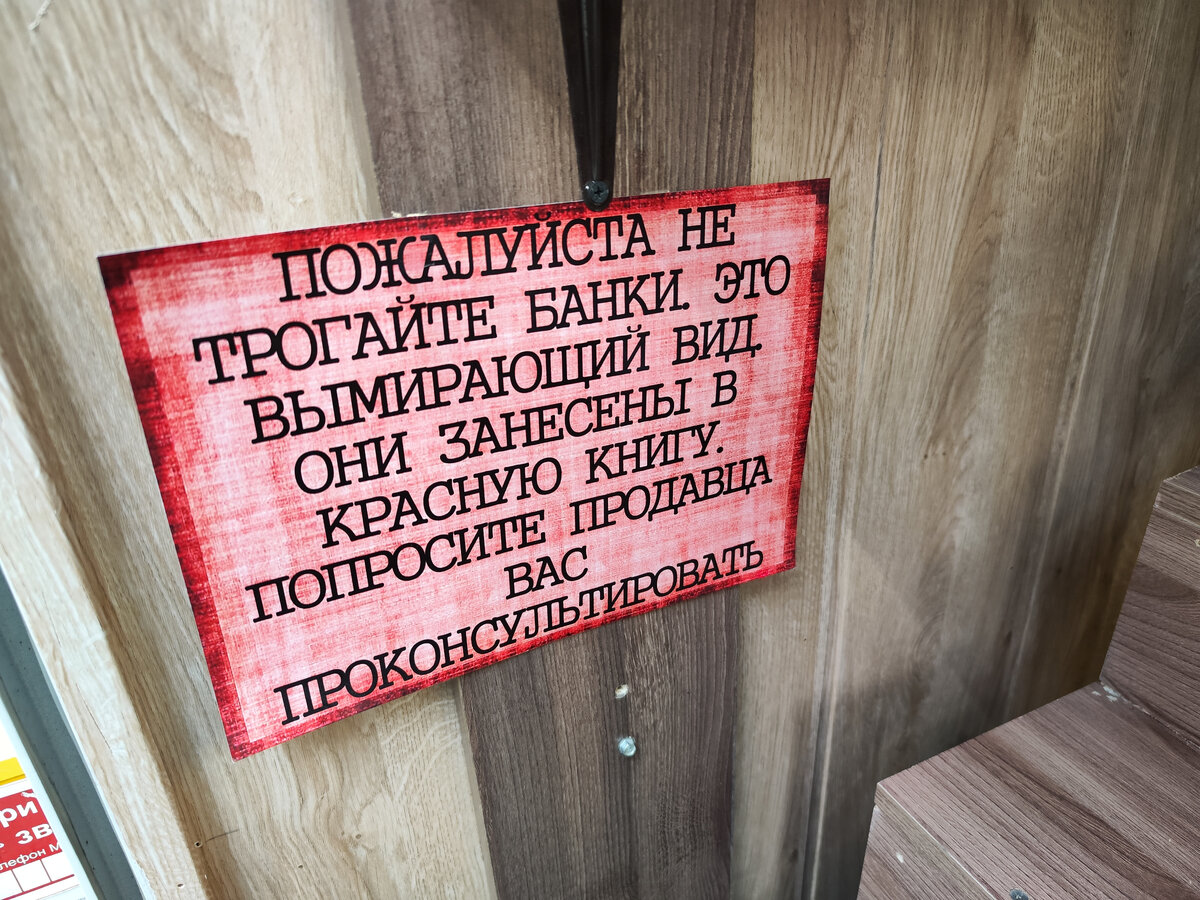 ПОЖАЛУЙСТА НЕ
ТРОГАЙТЕ БАНКИ. ЭТО
ВЫМИРАЮЩИЙ ВИД.
ОНИ ЗАНЕСЕНЫ В
КРАСНУЮ КНИГУ.
ПОПРОСИТЕ ПРОДАВЦА
ВАС
ПРОКОНСУЛЬТИРОВАТЬ